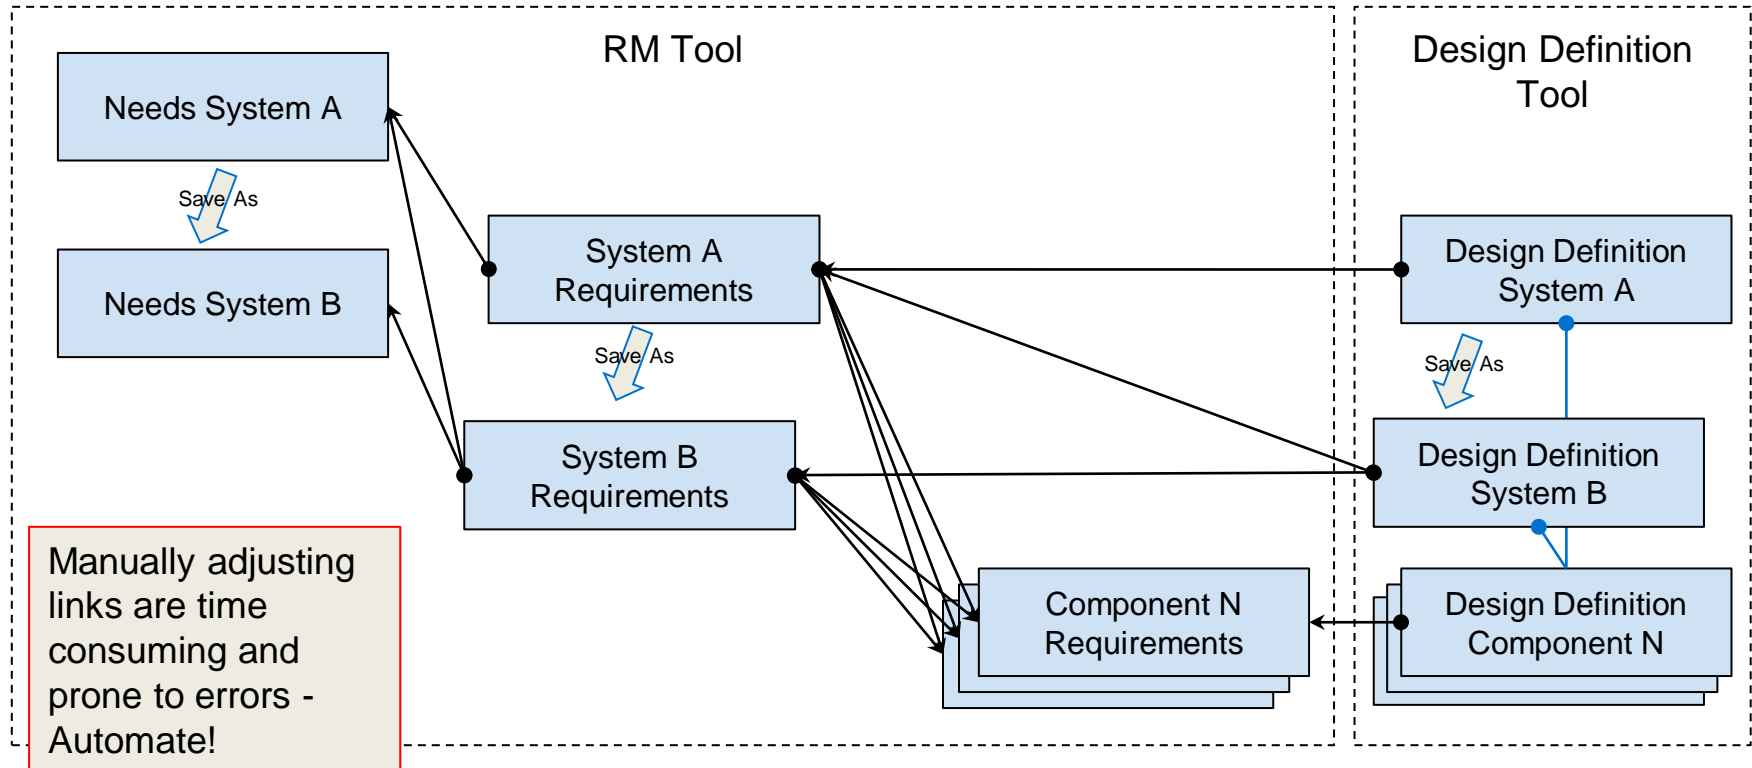 RM Tool
Design Definition
Tool
Needs System A
Save As
Needs System B
System A
Requirements
Save As
System B
Requirements
Design Definition
System A
Save As
Design Definition
System B
Component N
Requirements
Design Definition
Component N
Manually adjusting
links are time
consuming and
prone to errors -
Automate!